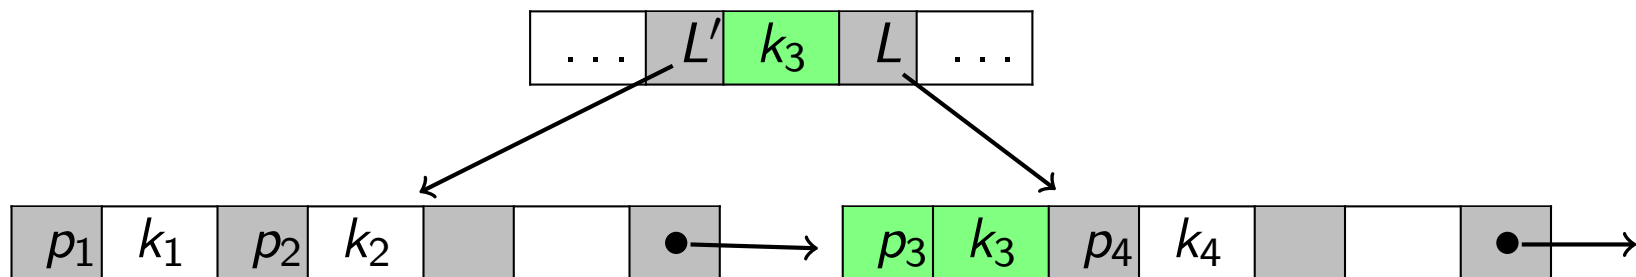 ... L′ k₃ L ...
p₁ k₁ p₂ k₂ p₃ k₃ p₄ k₄